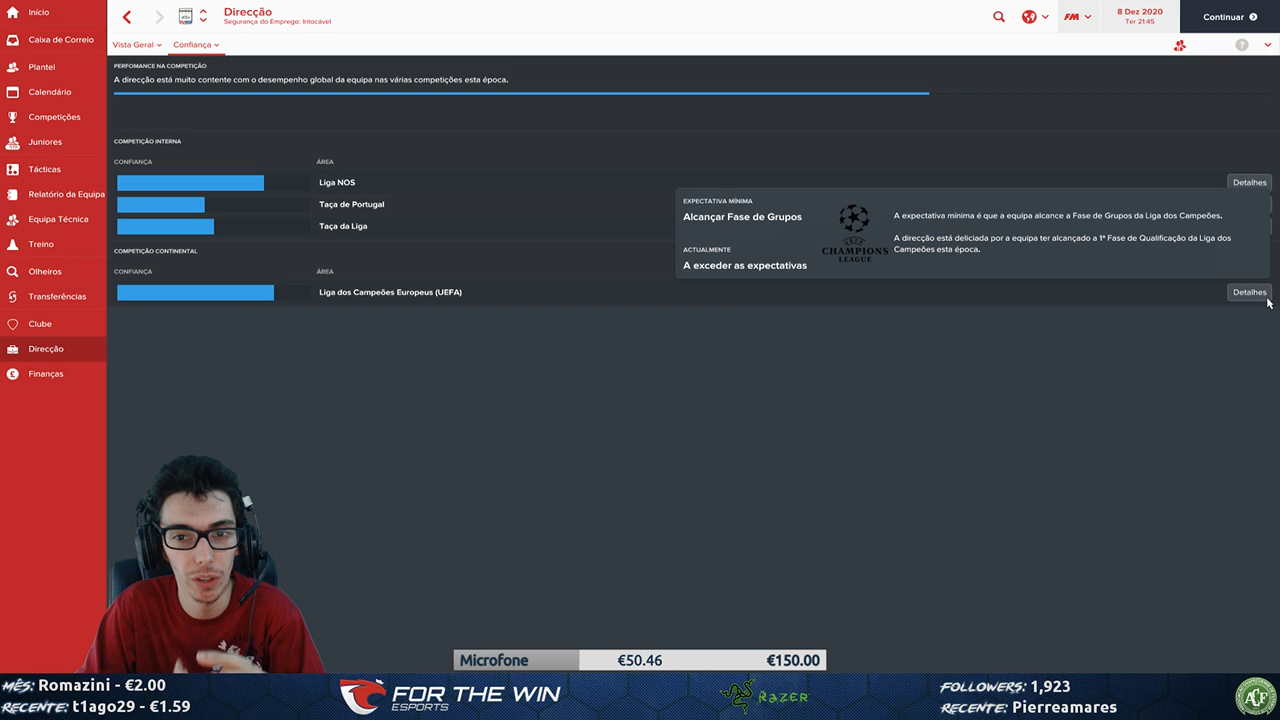 Início
Caixa de Correio
Plantel
Calendário
Competições
Juniores
Tácticas
Relatório da Equipa
Equipa Técnica
Treino
Olheiros
Transferências
Clube
Direcção
Finanças
Direcção
Segurança do Emprego: Intocável
FM
8 Dez 2020
Ter 21:45
Continuar
Vista Geral
Confiança
PERFOMANCE NA COMPETIÇÃO
A direcção está muito contente com o desempenho global da equipa nas várias competições esta época.
COMPETIÇÃO INTERNA
CONFIANÇA ÁREA
Liga NOS Detalhes
Taça de Portugal
Taça da Liga
COMPETIÇÃO CONTINENTAL
CONFIANÇA ÁREA
Liga dos Campeões Europeus (UEFA) Detalhes
EXPECTATIVA MÍNIMA
Alcançar Fase de Grupos
ACTUALMENTE
A exceder as expectativas
CHAMPIONS
LEAGUE
A expectativa mínima é que a equipa alcance a Fase de Grupos da Liga dos Campeões.
A direcção está deliciada por a equipa ter alcançado a 1ª Fase de Qualificação da Liga dos
Campeões esta época.
Microfone €50.46 €150.00
MÊS: Romazini - €2.00
RECENTE: t1ago29 - €1.59
FOR THE WIN
ESPORTS
RAZER
FOLLOWERS: 1,923
RECENTE: Pierreamares
ACF